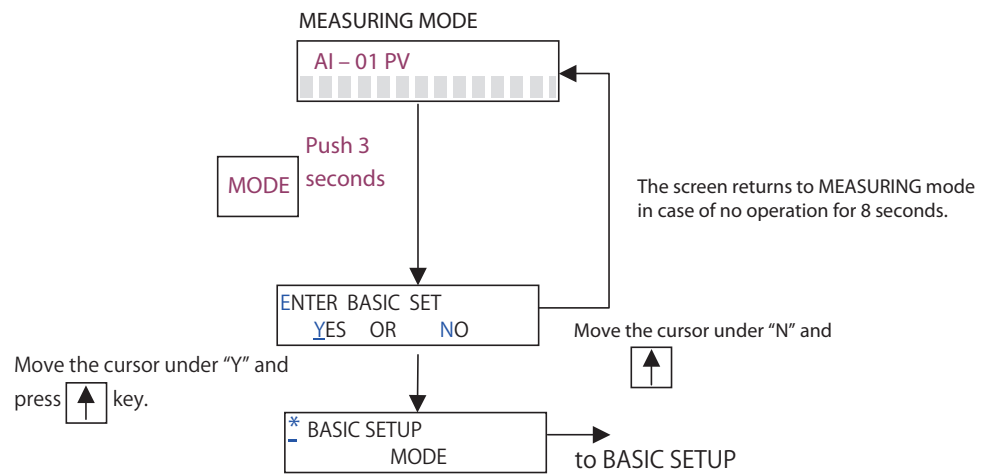 MEASURING MODE
AI – 01 PV
Push 3
seconds
MODE
The screen returns to MEASURING mode
in case of no operation for 8 seconds.
ENTER BASIC SET
YES OR NO
Move the cursor under “N” and
Move the cursor under “Y” and
press key.
* BASIC SETUP
MODE
to BASIC SETUP